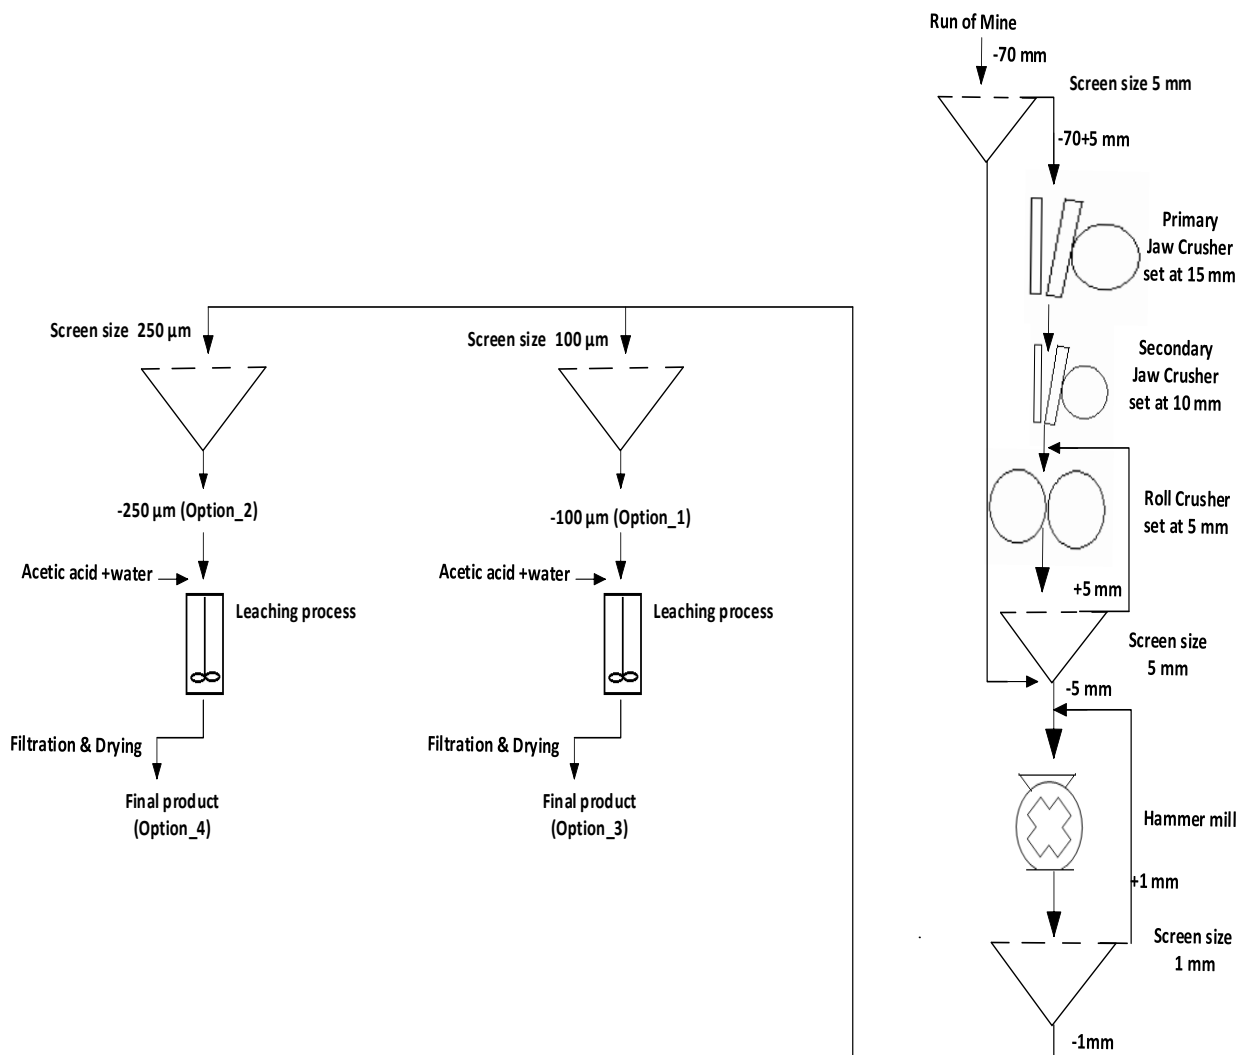 Run of Mine
-70 mm
Screen size 5 mm
-70+5 mm
Primary
Jaw Crusher
set at 15 mm
Secondary
Jaw Crusher
set at 10 mm
Roll Crusher
set at 5 mm
+5 mm
Screen size
5 mm
-5 mm
Hammer mill
+1 mm
Screen size
1 mm
-1mm
Screen size 250 µm
-250 µm (Option_2)
Acetic acid +water
Leaching process
Filtration & Drying
Final product
(Option_4)
Screen size 100 µm
-100 µm (Option_1)
Acetic acid +water
Leaching process
Filtration & Drying
Final product
(Option_3)